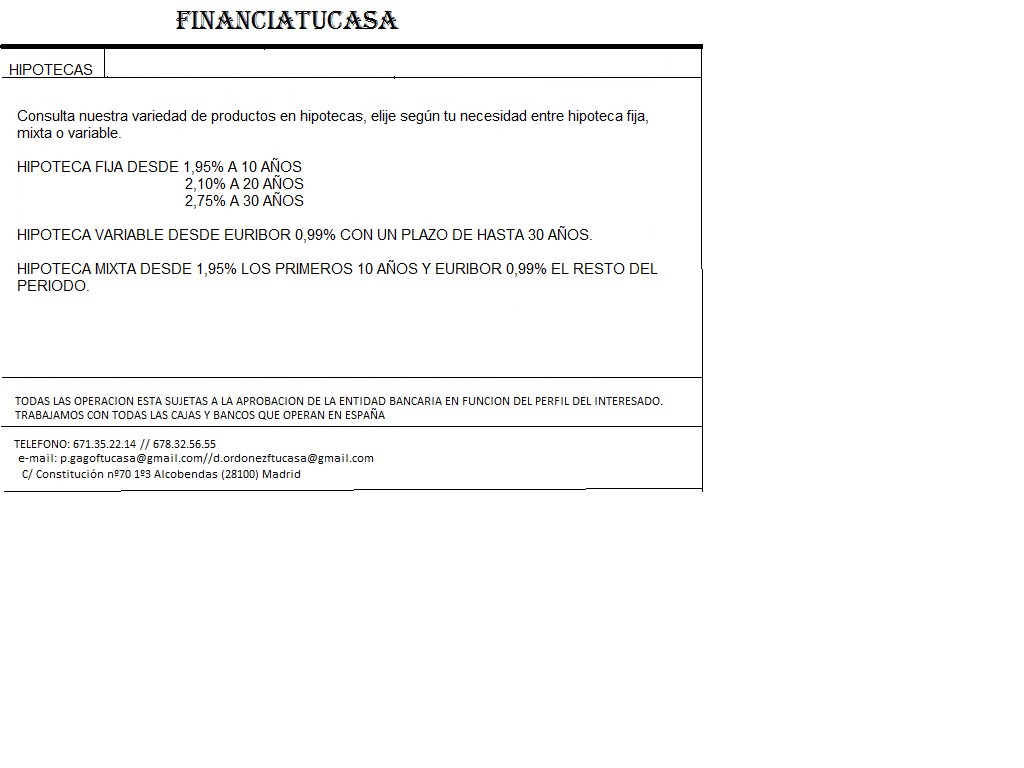 FINANCIATUCASA
HIPOTECAS
Consulta nuestra variedad de productos en hipotecas, elije según tu necesidad entre hipoteca fija,
mixta o variable.
HIPOTECA FIJA DESDE 1,95% A 10 AÑOS
2,10% A 20 AÑOS
2,75% A 30 AÑOS
HIPOTECA VARIABLE DESDE EURIBOR 0,99% CON UN PLAZO DE HASTA 30 AÑOS.
HIPOTECA MIXTA DESDE 1,95% LOS PRIMEROS 10 AÑOS Y EURIBOR 0,99% EL RESTO DEL
PERIODO.
TODAS LAS OPERACION ESTA SUJETAS A LA APROBACION DE LA ENTIDAD BANCARIA EN FUNCION DEL PERFIL DEL INTERESADO.
TRABAJAMOS CON TODAS LAS CAJAS Y BANCOS QUE OPERAN EN ESPAÑA
TELEFONO: 671.35.22.14 // 678.32.56.55
e-mail: p.gagoftucasa@gmail.com//d.ordonezftucasa@gmail.com
C/ Constitución nº70 1º3 Alcobendas (28100) Madrid